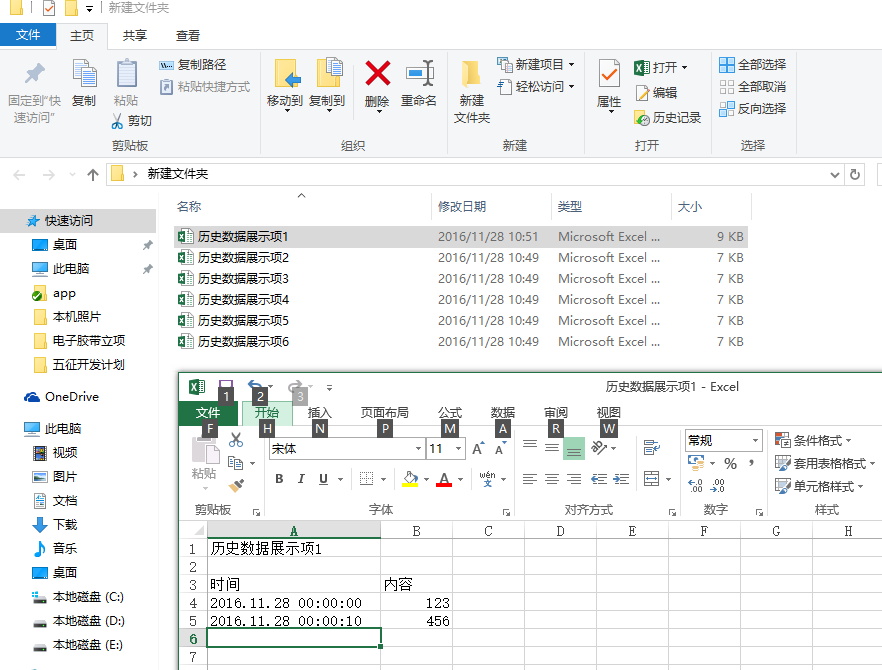 新建文件夹
文件 主页 共享 查看
固定到“快速访问” 复制 粘贴 复制路径 粘贴快捷方式 剪切
移动到 复制到 删除 重命名
新建文件夹 新建项目 轻松访问
属性 打开 编辑 历史记录
全部选择 全部取消 反向选择
剪贴板 组织 新建 打开 选择
新建文件夹
名称 修改日期 类型 大小
历史数据展示项1 2016/11/28 10:51 Microsoft Excel ... 9 KB
历史数据展示项2 2016/11/28 10:49 Microsoft Excel ... 7 KB
历史数据展示项3 2016/11/28 10:49 Microsoft Excel ... 7 KB
历史数据展示项4 2016/11/28 10:49 Microsoft Excel ... 7 KB
历史数据展示项5 2016/11/28 10:49 Microsoft Excel ... 7 KB
历史数据展示项6 2016/11/28 10:49 Microsoft Excel ... 7 KB
快速访问
桌面
此电脑
app
本机照片
电子胶带立项
五征开发计划
OneDrive
此电脑
视频
图片
文档
下载
音乐
桌面
本地磁盘 (C:)
本地磁盘 (D:)
本地磁盘 (E:)
历史数据展示项1 - Excel
1 2 3
文件 开始 插入 页面布局 公式 数据 审阅 视图
F H N P M A R W
粘贴
宋体 11 常规 条件格式
B I U A wén 文 % 套用表格格式
单元格样式
剪贴板 字体 对齐方式 数字 样式
A B C D E F G H
1 历史数据展示项1
2
3 时间 内容
4 2016.11.28 00:00:00 123
5 2016.11.28 00:00:10 456
6
7